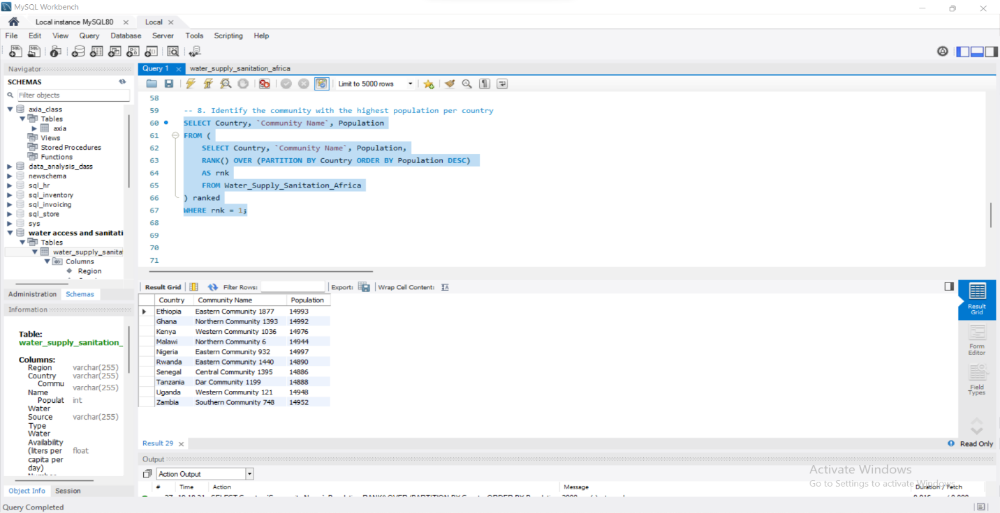 MySQL Workbench
Local instance MySQL80
Local
File Edit View Query Database Server Tools Scripting Help
Navigator
SCHEMAS
Filter objects
axia_class
Tables
axia
Views
Stored Procedures
Functions
data_analysis_dass
newschema
sql_hr
sql_inventory
sql_invoicing
sql_store
sys
water access and sanitati
Tables
water_supply_sanitat
Columns
Region
Administration Schemas
Information
Table:
water_supply_sanitation_
Columns:
Region varchar(255)
Country varchar(255)
Commu
Name varchar(255)
Populat int
Water
Source varchar(255)
Type
Water
Availability
(liters per float
capita per
day)
Object Info Session
Query Completed
Query 1
water_supply_sanitation_africa
Limit to 5000 rows
58
59 -- 8. Identify the community with the highest population per country
60 SELECT Country, `Community Name`, Population
61 FROM (
62 SELECT Country, `Community Name`, Population,
63 RANK() OVER (PARTITION BY Country ORDER BY Population DESC)
64 AS rnk
65 FROM Water_Supply_Sanitation_Africa
66 ) ranked
67 WHERE rnk = 1;
68
69
70
71
Result Grid Filter Rows: Export: Wrap Cell Content:
Country Community Name Population
Ethiopia Eastern Community 1877 14993
Ghana Northern Community 1393 14992
Kenya Western Community 1036 14976
Malawi Northern Community 6 14944
Nigeria Eastern Community 932 14997
Rwanda Eastern Community 1440 14890
Senegal Central Community 1395 14886
Tanzania Dar Community 1199 14888
Uganda Western Community 121 14948
Zambia Southern Community 748 14952
Result
Grid
Form
Editor
Field
Types
Result 29
Read Only
Output
Action Output
# Time Action Message Duration / Fetch
Activate Windows
Go to Settings to activate Windows.